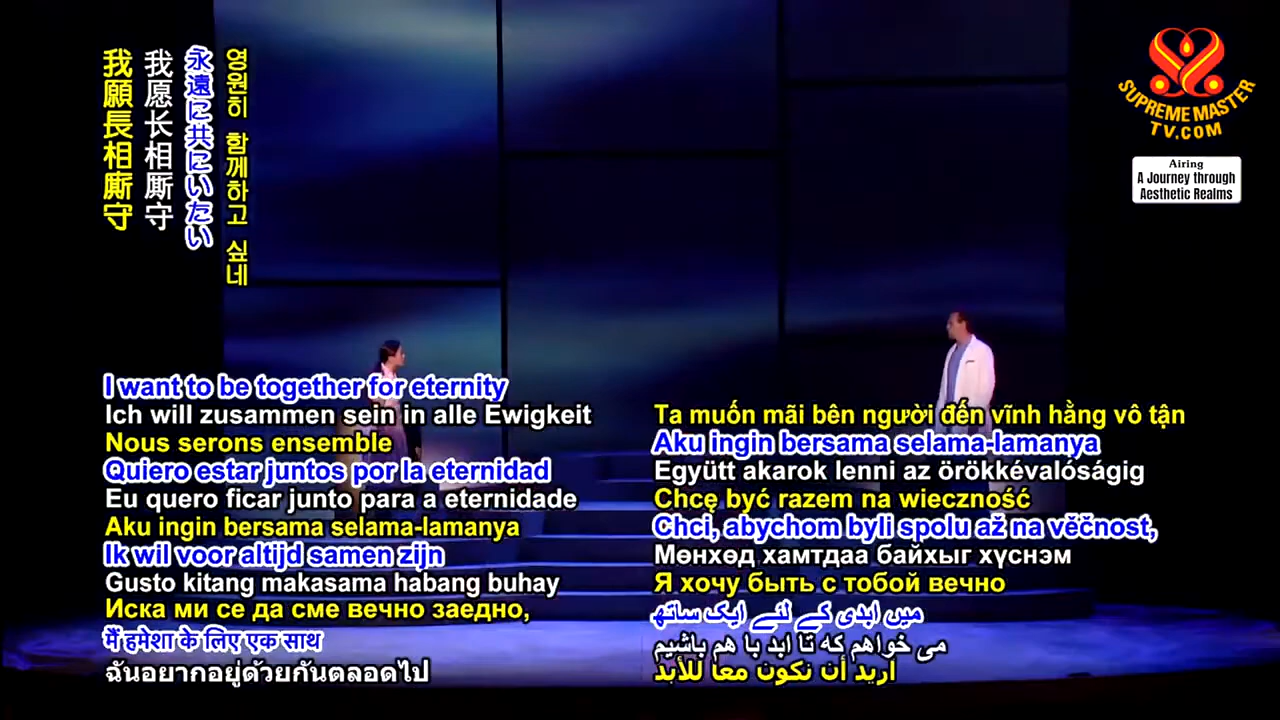 我願長相廝守
我愿长相厮守
永遠に共にいたい
영원히 함께하고 싶네
SUPREME MASTER
TV.COM
Airing
A Journey through
Aesthetic Realms
I want to be together for eternity
Ich will zusammen sein in alle Ewigkeit
Nous serons ensemble
Quiero estar juntos por la eternidad
Eu quero ficar junto para a eternidade
Aku ingin bersama selama-lamanya
Ik wil voor altijd samen zijn
Gusto kitang makasama habang buhay
Иска ми се да сме вечно заедно,
मैं हमेशा के लिए एक साथ
ฉันอยากอยู่ด้วยกันตลอดไป
Ta muốn mãi bên người đến vĩnh hằng vô tận
Aku ingin bersama selama-lamanya
Együtt akarok lenni az örökkévalóságig
Chcę być razem na wieczność
Chci, abychom byli spolu až na věčnost,
Мөнхөд хамтдаа байхыг хүснэм
Я хочу быть с тобой вечно
میں ابدی کے لئے ایک ساتھ
می خواهم که تا ابد با هم باشیم
اريد أن نكون معا للأبد